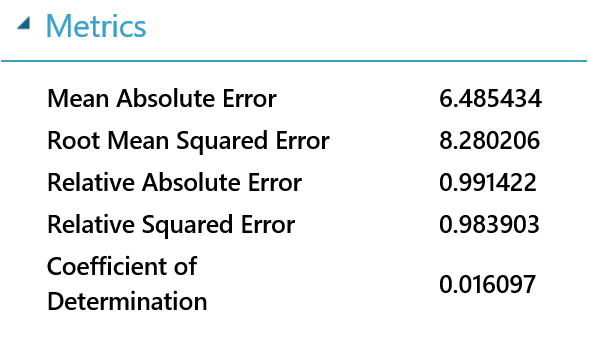 Metrics
Mean Absolute Error 6.485434
Root Mean Squared Error 8.280206
Relative Absolute Error 0.991422
Relative Squared Error 0.983903
Coefficient of
Determination 0.016097